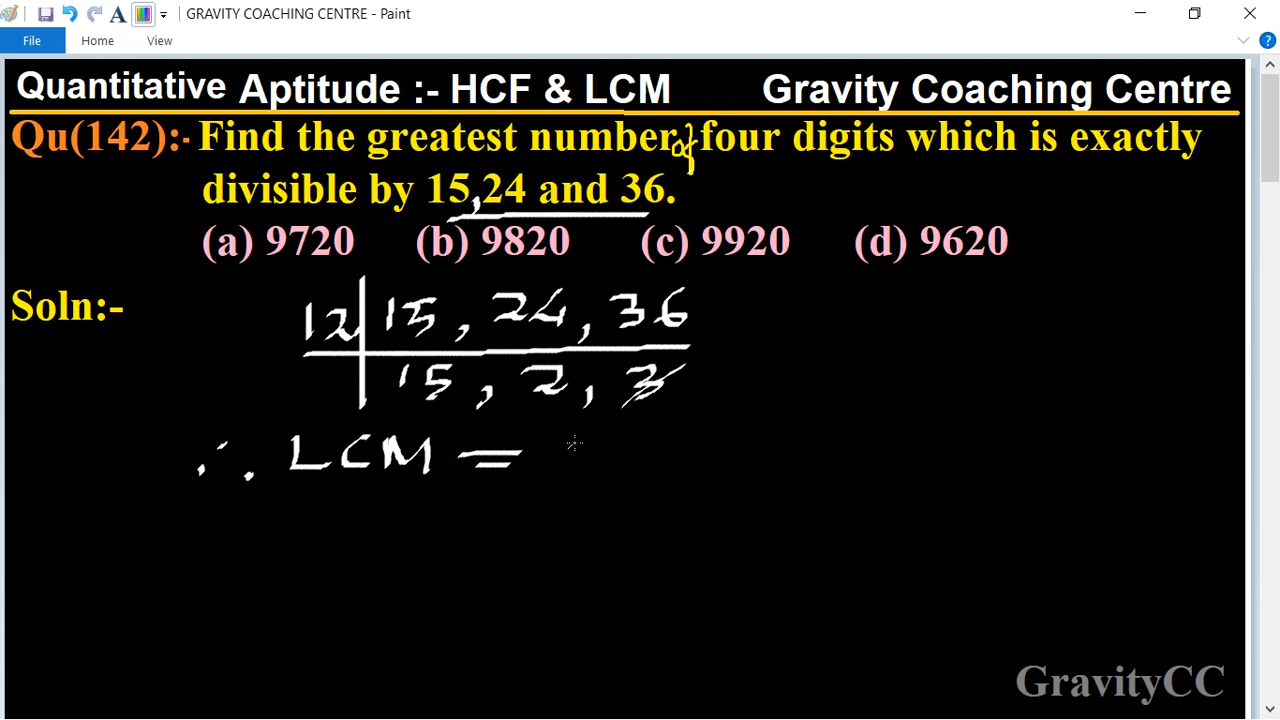 GRAVITY COACHING CENTRE - Paint
File Home View
Quantitative Aptitude :- HCF & LCM Gravity Coaching Centre
Qu(142):- Find the greatest number of four digits which is exactly
divisible by 15,24 and 36.
(a) 9720 (b) 9820 (c) 9920 (d) 9620
Soln:- 12 15, 24, 36
15, 2, 3
∴ LCM =
GravityCC